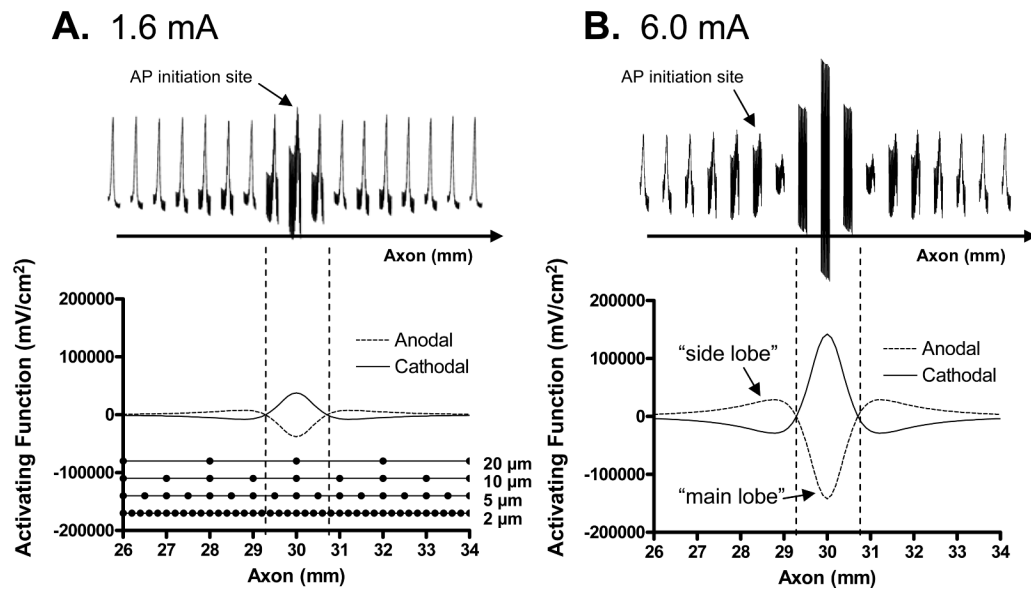 A. 1.6 mA
AP initiation site
Axon (mm)
Activating Function (mV/cm²)
200000
100000
0
-100000
-200000
Anodal
Cathodal
20 µm
10 µm
5 µm
2 µm
26 27 28 29 30 31 32 33 34
Axon (mm)
B. 6.0 mA
AP initiation site
Axon (mm)
Activating Function (mV/cm²)
200000
100000
0
-100000
-200000
"side lobe"
Anodal
Cathodal
"main lobe"
26 27 28 29 30 31 32 33 34
Axon (mm)